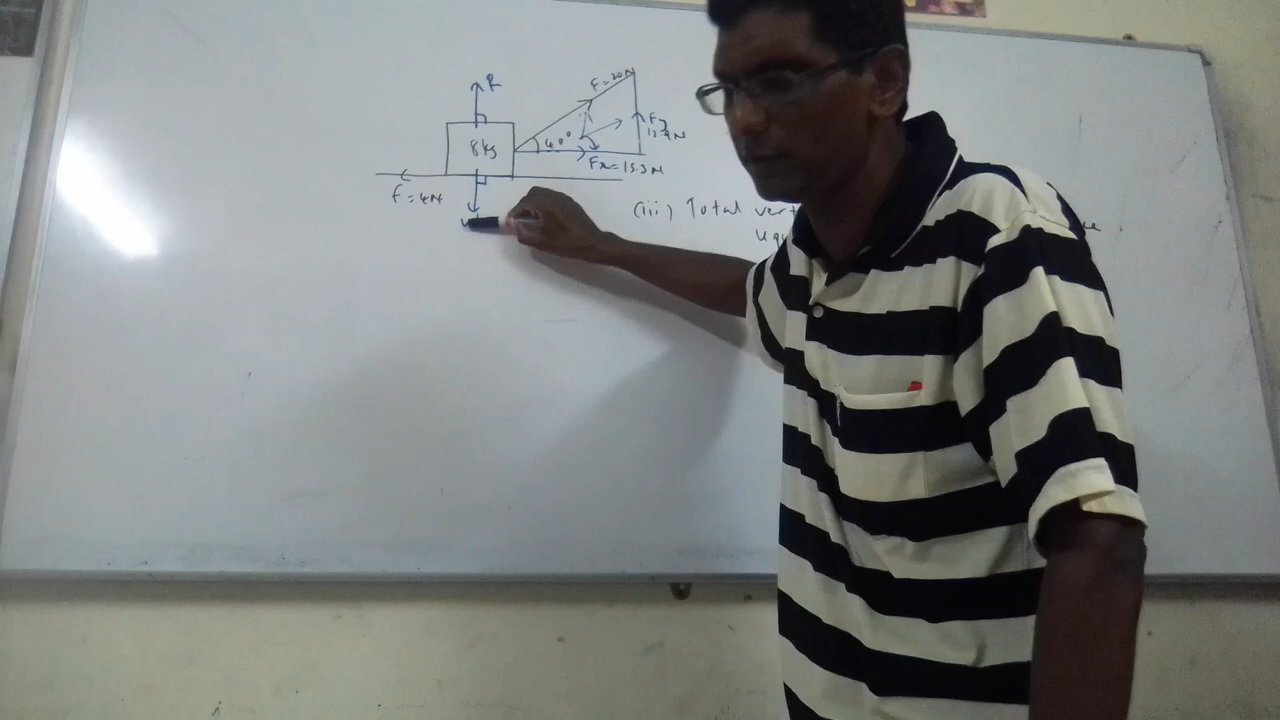 R
F = 20N
8kg
40°
Fy
12.9N
Fx = 15.3N
f = 4N
(iii) Total vert